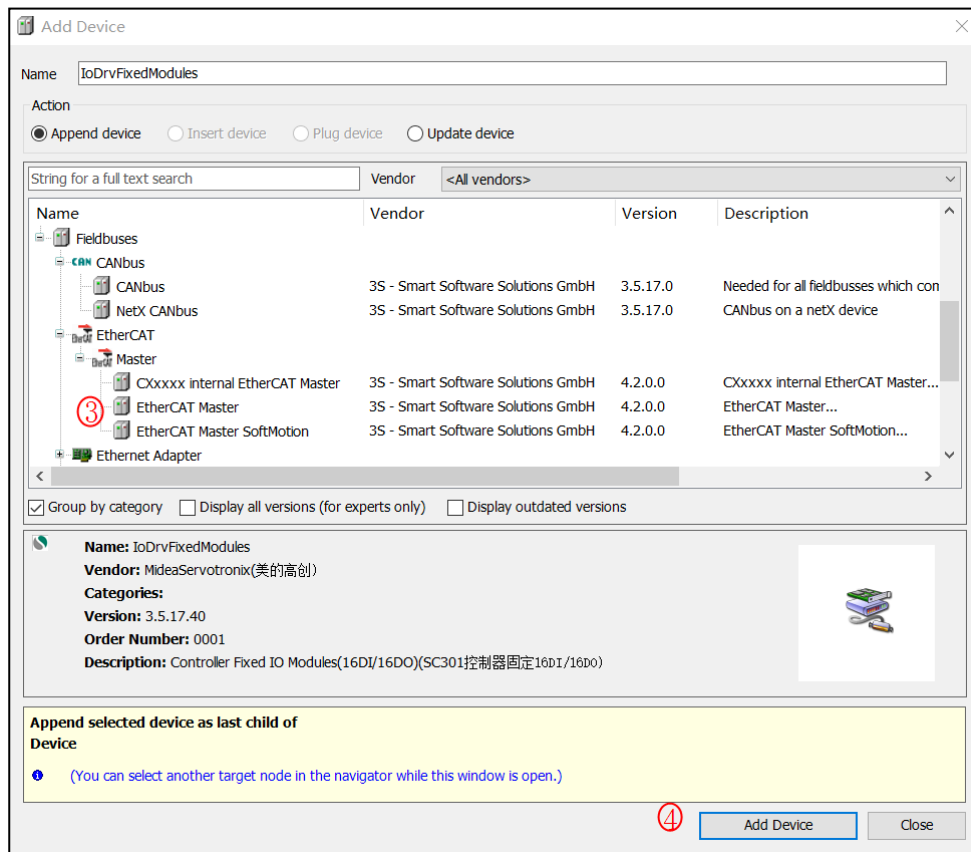 Add Device
Name IoDrvFixedModules
Action
Append device Insert device Plug device Update device
String for a full text search Vendor <All vendors>
Name Vendor Version Description
Fieldbuses
CAN CANbus
CANbus 3S - Smart Software Solutions GmbH 3.5.17.0 Needed for all fieldbusses which con
NetX CANbus 3S - Smart Software Solutions GmbH 3.5.17.0 CANbus on a netX device
EtherCAT
Master
CXxxxx internal EtherCAT Master 3S - Smart Software Solutions GmbH 4.2.0.0 CXxxxx internal EtherCAT Master...
③ EtherCAT Master 3S - Smart Software Solutions GmbH 4.2.0.0 EtherCAT Master...
EtherCAT Master SoftMotion 3S - Smart Software Solutions GmbH 4.2.0.0 EtherCAT Master SoftMotion...
Ethernet Adapter
Group by category Display all versions (for experts only) Display outdated versions
Name: IoDrvFixedModules
Vendor: MideaServotronix(美的高创)
Categories:
Version: 3.5.17.40
Order Number: 0001
Description: Controller Fixed IO Modules(16DI/16DO)(SC301控制器固定16DI/16DO)
Append selected device as last child of
Device
(You can select another target node in the navigator while this window is open.)
④ Add Device Close